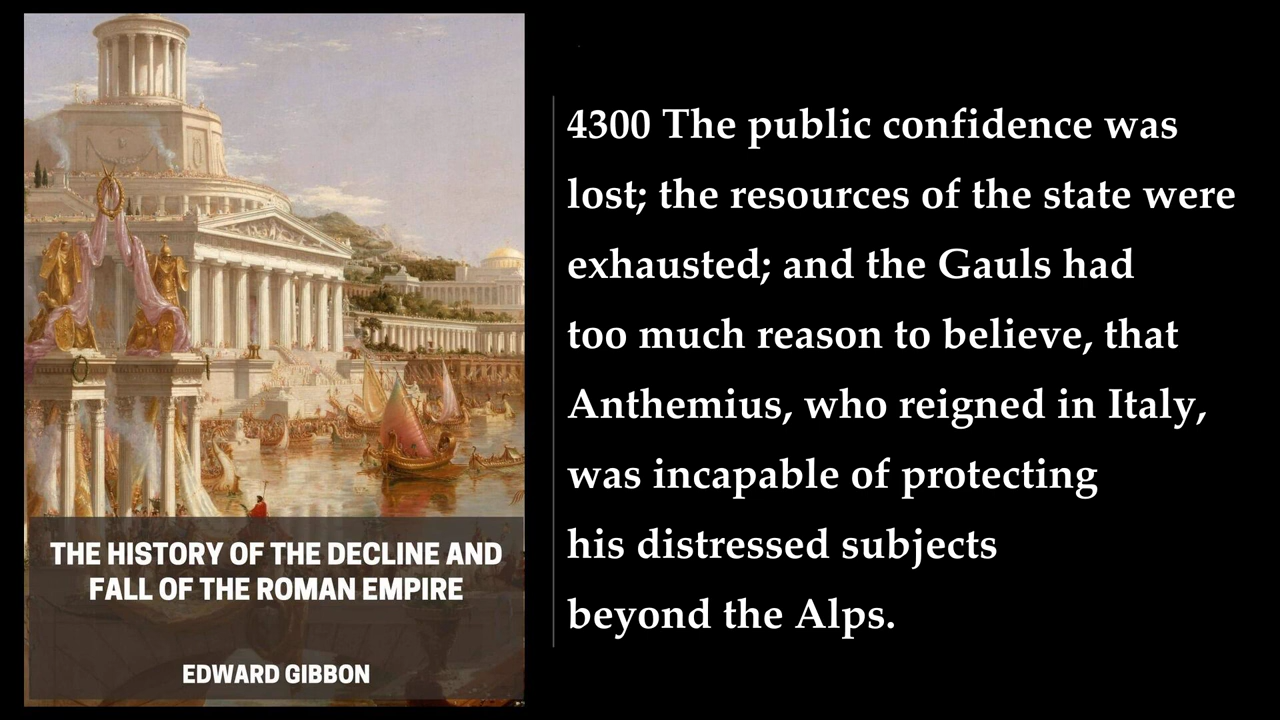 THE HISTORY OF THE DECLINE AND
FALL OF THE ROMAN EMPIRE
EDWARD GIBBON
4300 The public confidence was
lost; the resources of the state were
exhausted; and the Gauls had
too much reason to believe, that
Anthemius, who reigned in Italy,
was incapable of protecting
his distressed subjects
beyond the Alps.